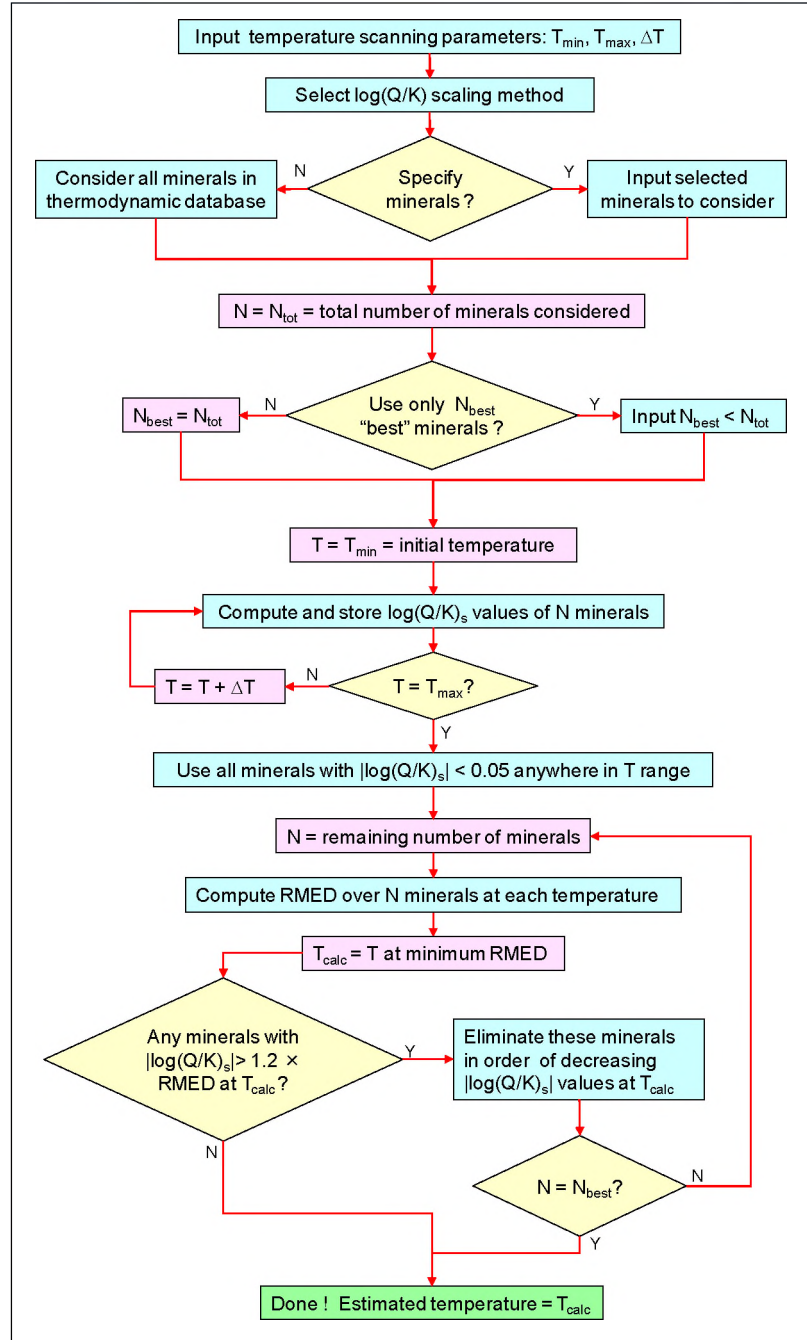 Input temperature scanning parameters: Tmin, Tmax, ΔT
Select log(Q/K) scaling method
Specify
minerals ?
N
Y
Consider all minerals in
thermodynamic database
Input selected
minerals to consider
N = Ntot = total number of minerals considered
Use only Nbest
“best” minerals ?
N
Y
Nbest = Ntot
Input Nbest < Ntot
T = Tmin = initial temperature
Compute and store log(Q/K)s values of N minerals
T = Tmax?
N
T = T + ΔT
Y
Use all minerals with |log(Q/K)s| < 0.05 anywhere in T range
N = remaining number of minerals
Compute RMED over N minerals at each temperature
Tcalc = T at minimum RMED
Any minerals with
|log(Q/K)s| > 1.2 ×
RMED at Tcalc?
Y
Eliminate these minerals
in order of decreasing
|log(Q/K)s| values at Tcalc
N
N = Nbest?
N
Y
Done ! Estimated temperature = Tcalc